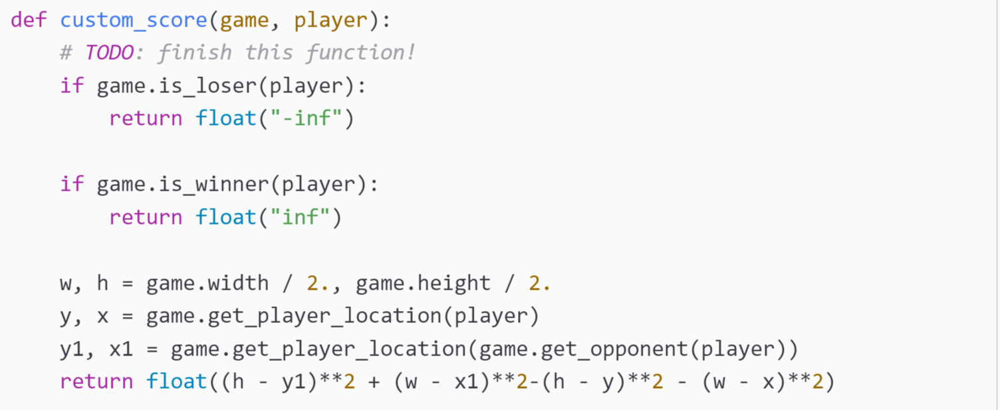 def custom_score(game, player):
    # TODO: finish this function!
    if game.is_loser(player):
        return float("-inf")

    if game.is_winner(player):
        return float("inf")

    w, h = game.width / 2., game.height / 2.
    y, x = game.get_player_location(player)
    y1, x1 = game.get_player_location(game.get_opponent(player))
    return float((h - y1)**2 + (w - x1)**2-(h - y)**2 - (w - x)**2)